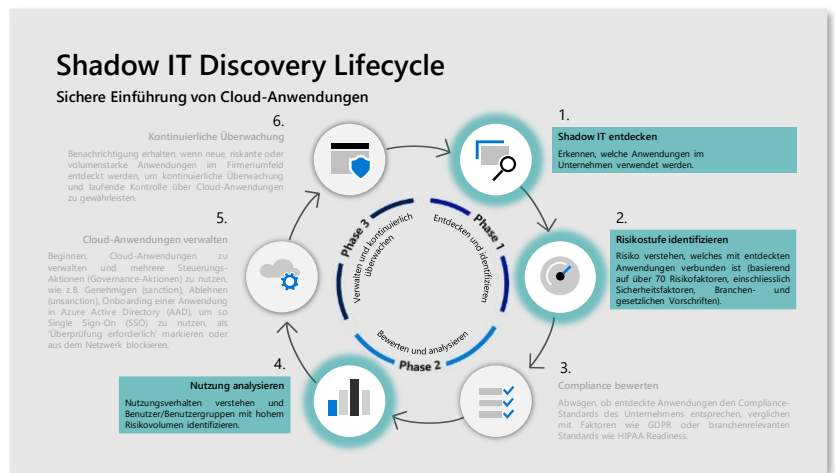 Shadow IT Discovery Lifecycle
Sichere Einführung von Cloud-Anwendungen
1.
Shadow IT entdecken
Erkennen, welche Anwendungen im
Unternehmen verwendet werden.
2.
Risikostufe identifizieren
Risiko verstehen, welches mit entdeckten
Anwendungen verbunden ist (basierend
auf über 70 Risikofaktoren, einschliesslich
Sicherheitsfaktoren, Branchen- und
gesetzlichen Vorschriften).
3.
Compliance bewerten
Abwägen, ob entdeckte Anwendungen den Compliance-
Standards des Unternehmens entsprechen, verglichen
mit Faktoren wie GDPR oder branchenrelevanten
Standards wie HIPAA Readiness.
4.
Nutzung analysieren
Nutzungsverhalten verstehen und
Benutzer/Benutzergruppen mit hohem
Risikovolumen identifizieren.
5.
Cloud-Anwendungen verwalten
Beginnen, Cloud-Anwendungen zu
verwalten und mehrere Steuerungs-
Aktionen (Governance-Aktionen) zu nutzen,
wie z.B. Genehmigen (sanction), Ablehnen
(unsanction), Onboarding einer Anwendung
in Azure Active Directory (AAD), um so
Single Sign-On (SSO) zu nutzen, als
'Überprüfung erforderlich' markieren oder
aus dem Netzwerk blockieren.
6.
Kontinuierliche Überwachung
Benachrichtigung erhalten, wenn neue, riskante oder
volumenstarke Anwendungen im Firmenumfeld
entdeckt werden, um kontinuierliche Überwachung
und laufende Kontrolle über Cloud-Anwendungen
zu gewährleisten.
Phase 1
Entdecken und identifizieren
Phase 2
Bewerten und analysieren
Phase 3
Verwalten und kontinuierlich
überwachen